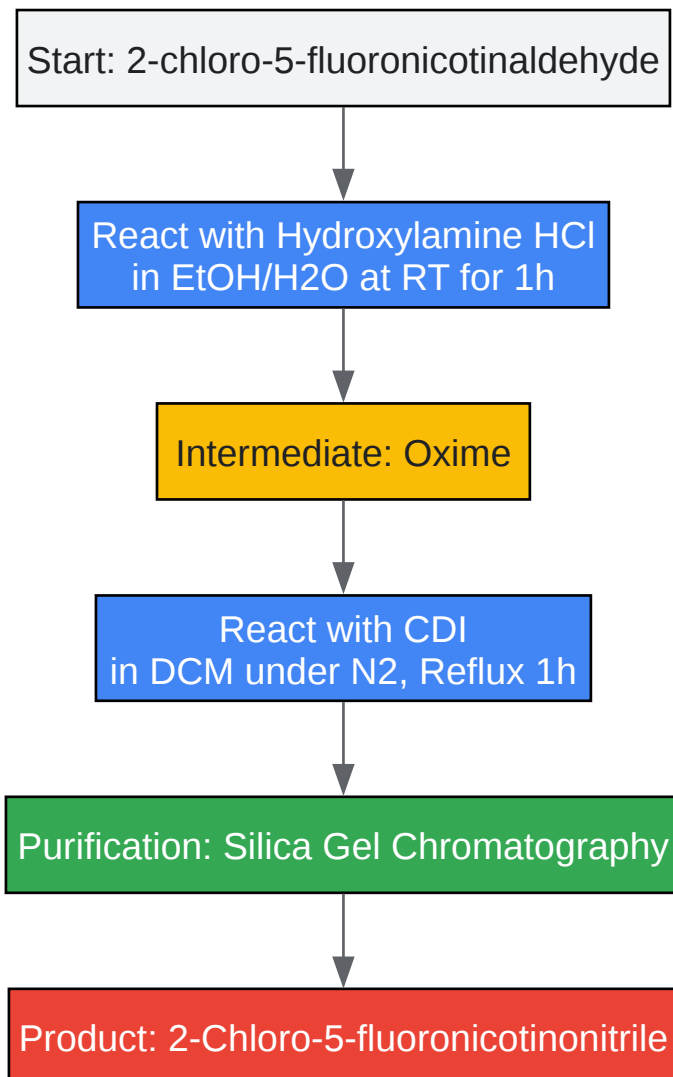 Start: 2-chloro-5-fluoronicotinaldehyde
React with Hydroxylamine HCl
in EtOH/H2O at RT for 1h
Intermediate: Oxime
React with CDI
in DCM under N2, Reflux 1h
Purification: Silica Gel Chromatography
Product: 2-Chloro-5-fluoronicotinonitrile